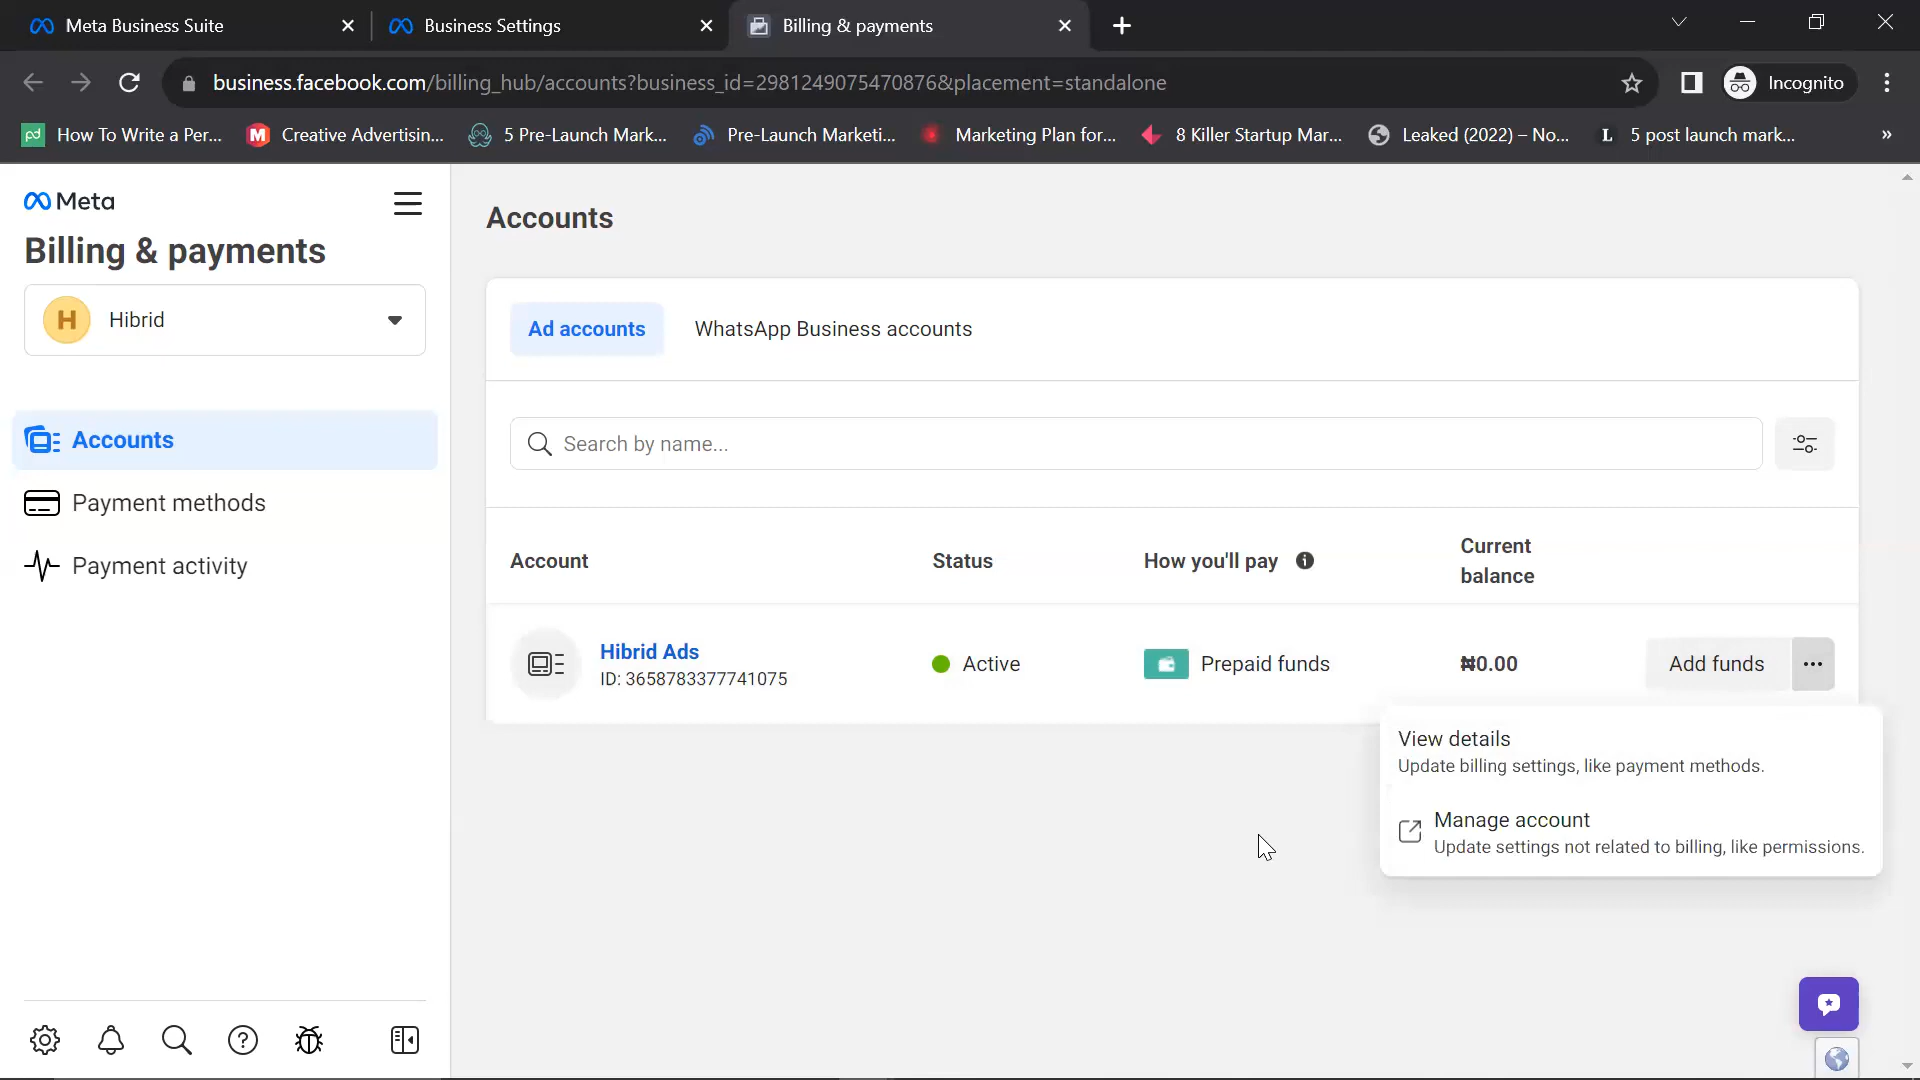 Meta Business Suite
Business Settings
Billing & payments
business.facebook.com/billing_hub/accounts?business_id=2981249075470876&placement=standalone
Incognito
pd How To Write a Per...
M Creative Advertisin...
5 Pre-Launch Mark...
Pre-Launch Marketi...
Marketing Plan for...
8 Killer Startup Mar...
Leaked (2022) – No...
L 5 post launch mark...
»
Meta
Billing & payments
H Hibrid
Accounts
Payment methods
Payment activity
Accounts
Ad accounts
WhatsApp Business accounts
Search by name...
Account
Status
How you'll pay
Current
balance
Hibrid Ads
ID: 3658783377741075
Active
Prepaid funds
₦0.00
Add funds
View details
Update billing settings, like payment methods.
Manage account
Update settings not related to billing, like permissions.